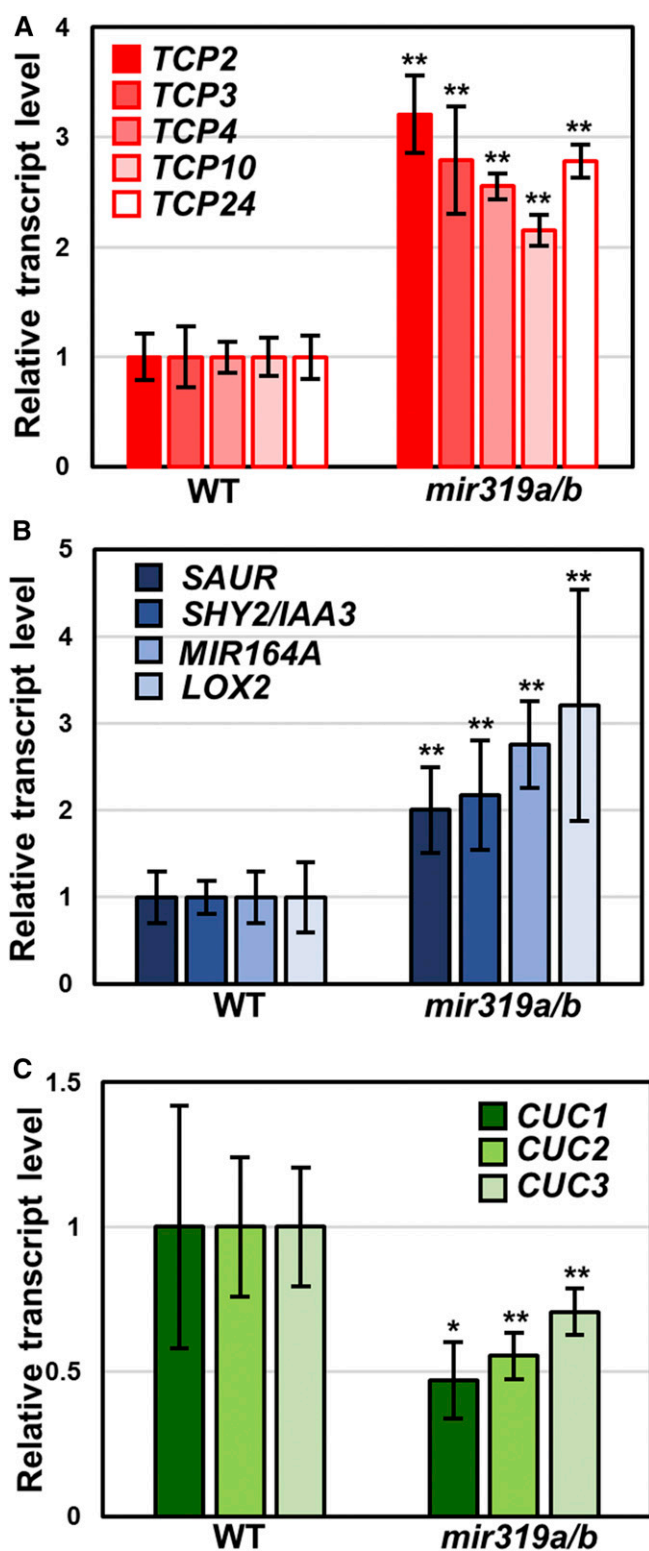 A
Relative transcript level
4
3
2
1
0
TCP2
TCP3
TCP4
TCP10
TCP24
**
**
**
**
**
WT
mir319a/b
B
Relative transcript level
5
4
3
2
1
0
SAUR
SHY2/IAA3
MIR164A
LOX2
**
**
**
**
WT
mir319a/b
C
Relative transcript level
1.5
1
0.5
0
CUC1
CUC2
CUC3
*
**
**
WT
mir319a/b